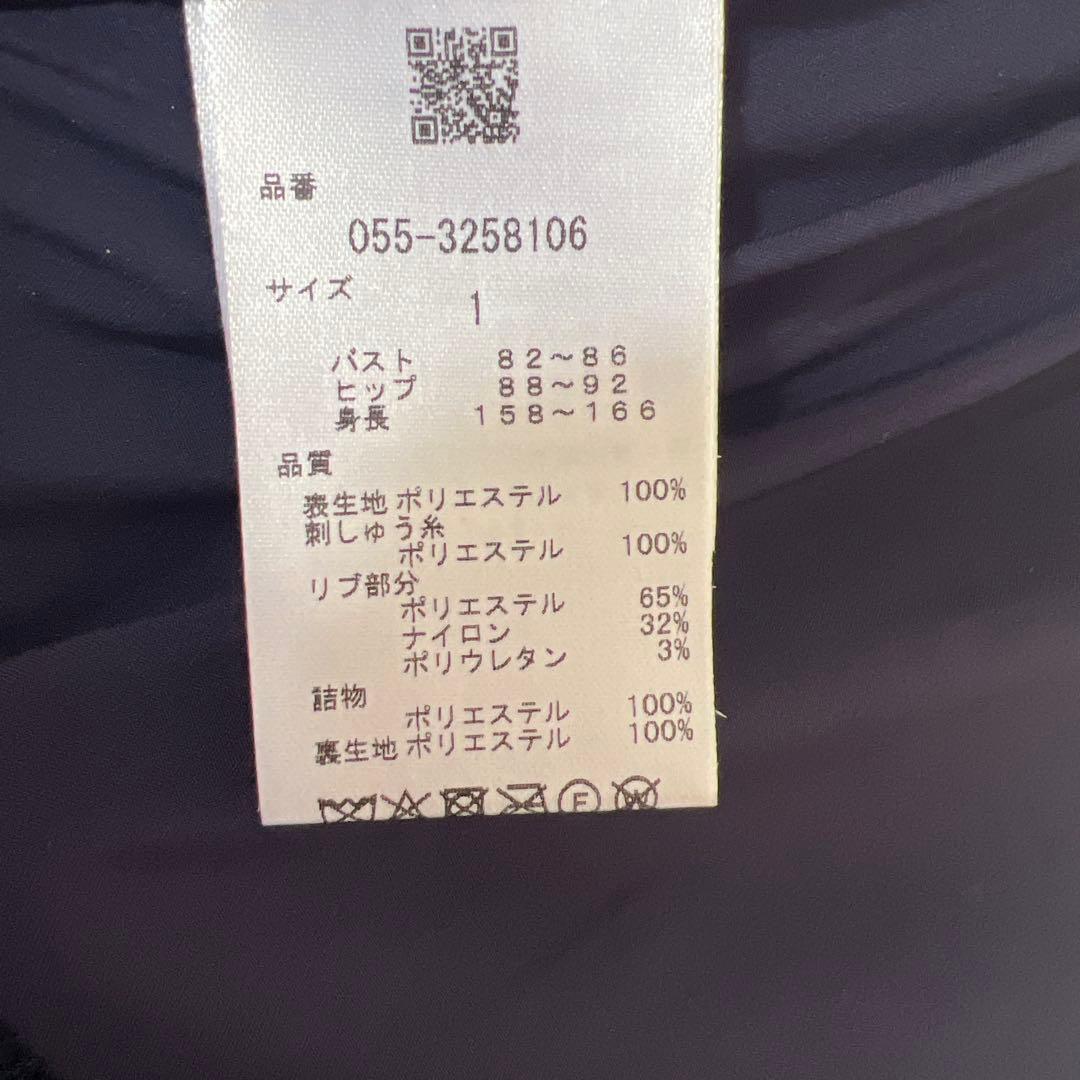 品番
055-3258106
サイズ
1
バスト 82～86
ヒップ 88～92
身長 158～166
品質
表生地 ポリエステル 100%
刺しゅう糸
ポリエステル 100%
リブ部分
ポリエステル 65%
ナイロン 32%
ポリウレタン 3%
詰物
ポリエステル 100%
裏生地 ポリエステル 100%
F W